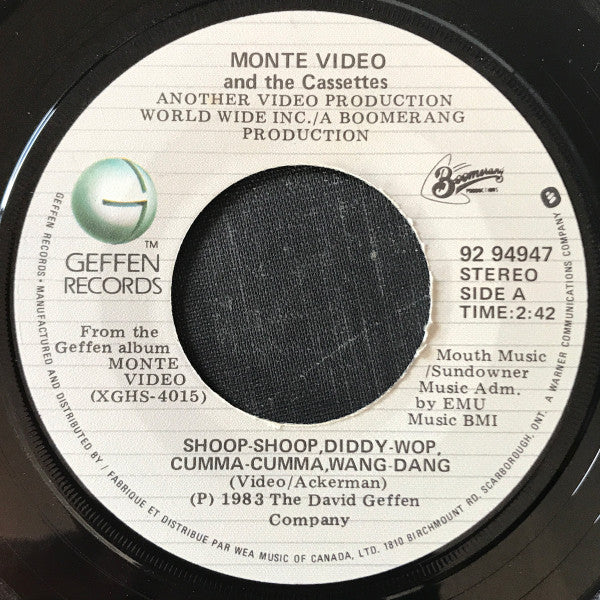 MONTE VIDEO
and the Cassettes
ANOTHER VIDEO PRODUCTION
WORLD WIDE INC./A BOOMERANG
PRODUCTION
G
TM
GEFFEN
RECORDS
Boomerang
PRODUCTIONS
92 94947
STEREO
SIDE A
TIME:2:42
From the
Geffen album
MONTE
VIDEO
(XGHS-4015)
Mouth Music
/Sundowner
Music Adm.
by EMU
Music BMI
SHOOP-SHOOP,DIDDY-WOP,
CUMMA-CUMMA,WANG-DANG
(Video/Ackerman)
(P) 1983 The David Geffen
Company
GEFFEN RECORDS • MANUFACTURED AND DISTRIBUTED BY / FABRIQUE ET DISTRIBUE PAR WEA MUSIC OF CANADA, LTD. 1810 BIRCHMOUNT RD. SCARBOROUGH, ONT. A WARNER COMMUNICATIONS COMPANY